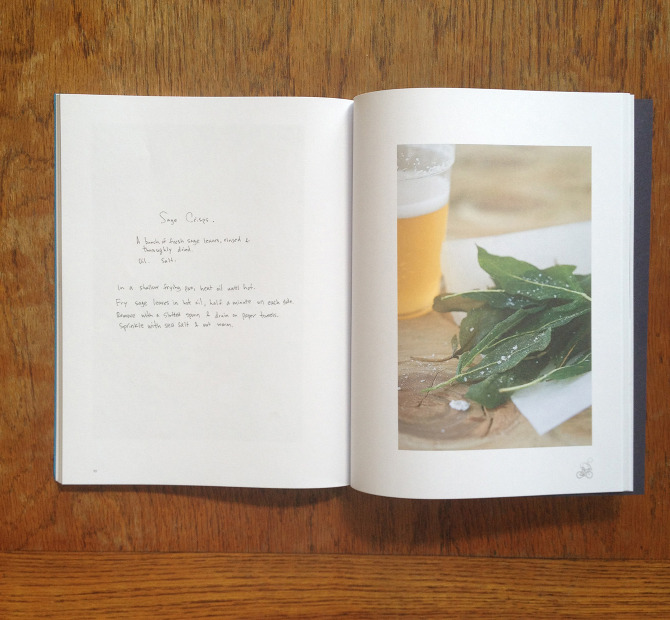 Sage Crisps.
A bunch of fresh sage leaves, rinsed &
thoroughly dried.
Oil. Salt.
In a shallow frying pan, heat oil until hot.
Fry sage leaves in hot oil, half a minute on each side.
Remove with a slotted spoon & drain on paper towels.
Sprinkle with sea salt & eat warm.